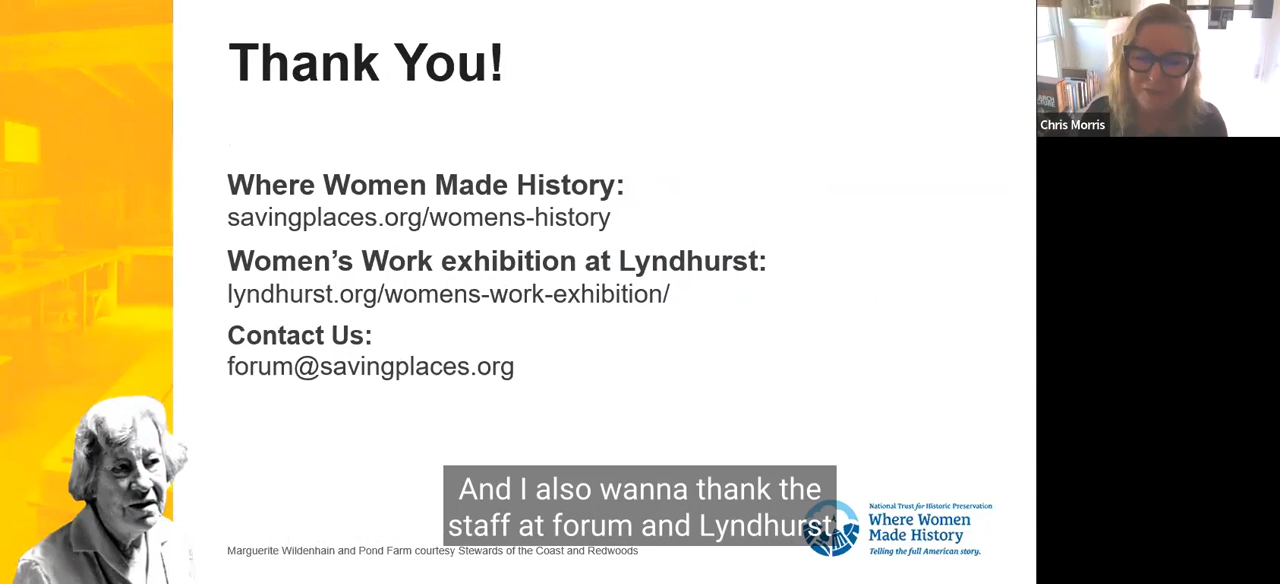 Thank You!
Where Women Made History:
savingplaces.org/womens-history
Women's Work exhibition at Lyndhurst:
lyndhurst.org/womens-work-exhibition/
Contact Us:
forum@savingplaces.org
And I also wanna thank the
staff at forum and Lyndhurst
National Trust for Historic Preservation
Where Women
Made History
Telling the full American story.
Marguerite Wildenhain and Pond Farm courtesy Stewards of the Coast and Redwoods
Chris Morris